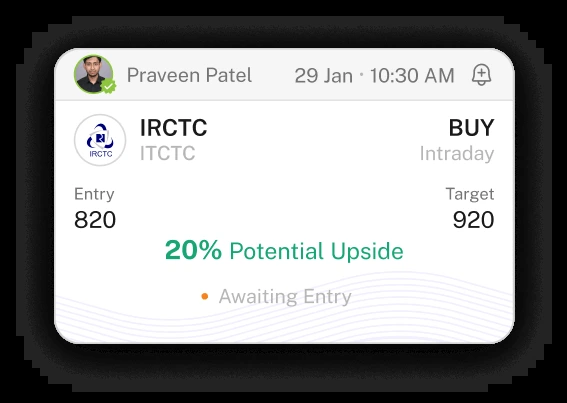 Praveen Patel 29 Jan · 10:30 AM
IRCTC BUY
IRCTC
ITCTC Intraday
Entry Target
820 920
20% Potential Upside
Awaiting Entry